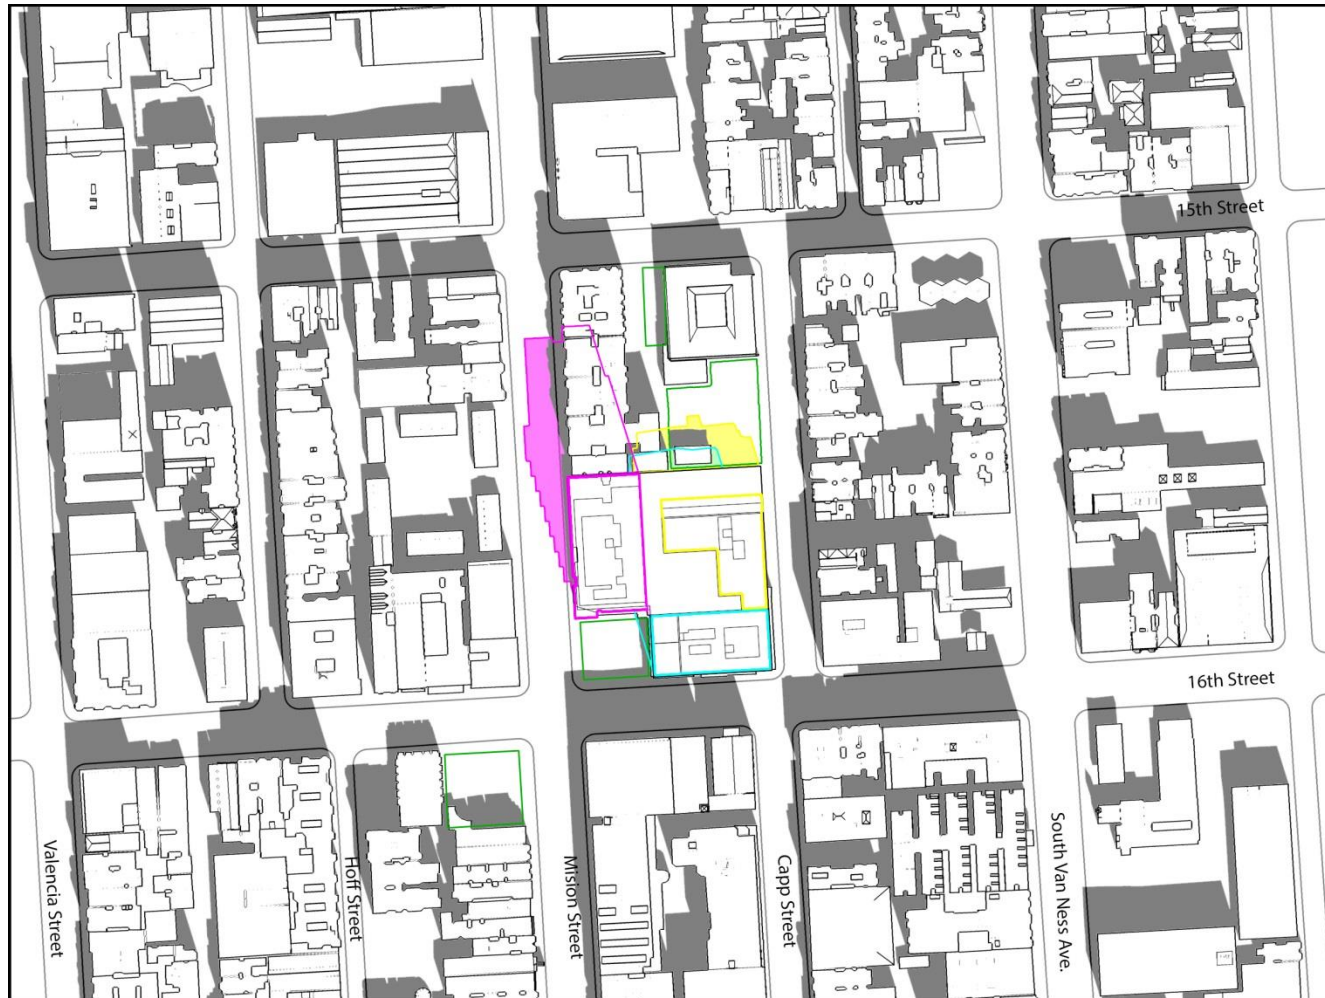 15th Street
16th Street
Valencia Street
Hoff Street
Mision Street
Capp Street
South Van Ness Ave.